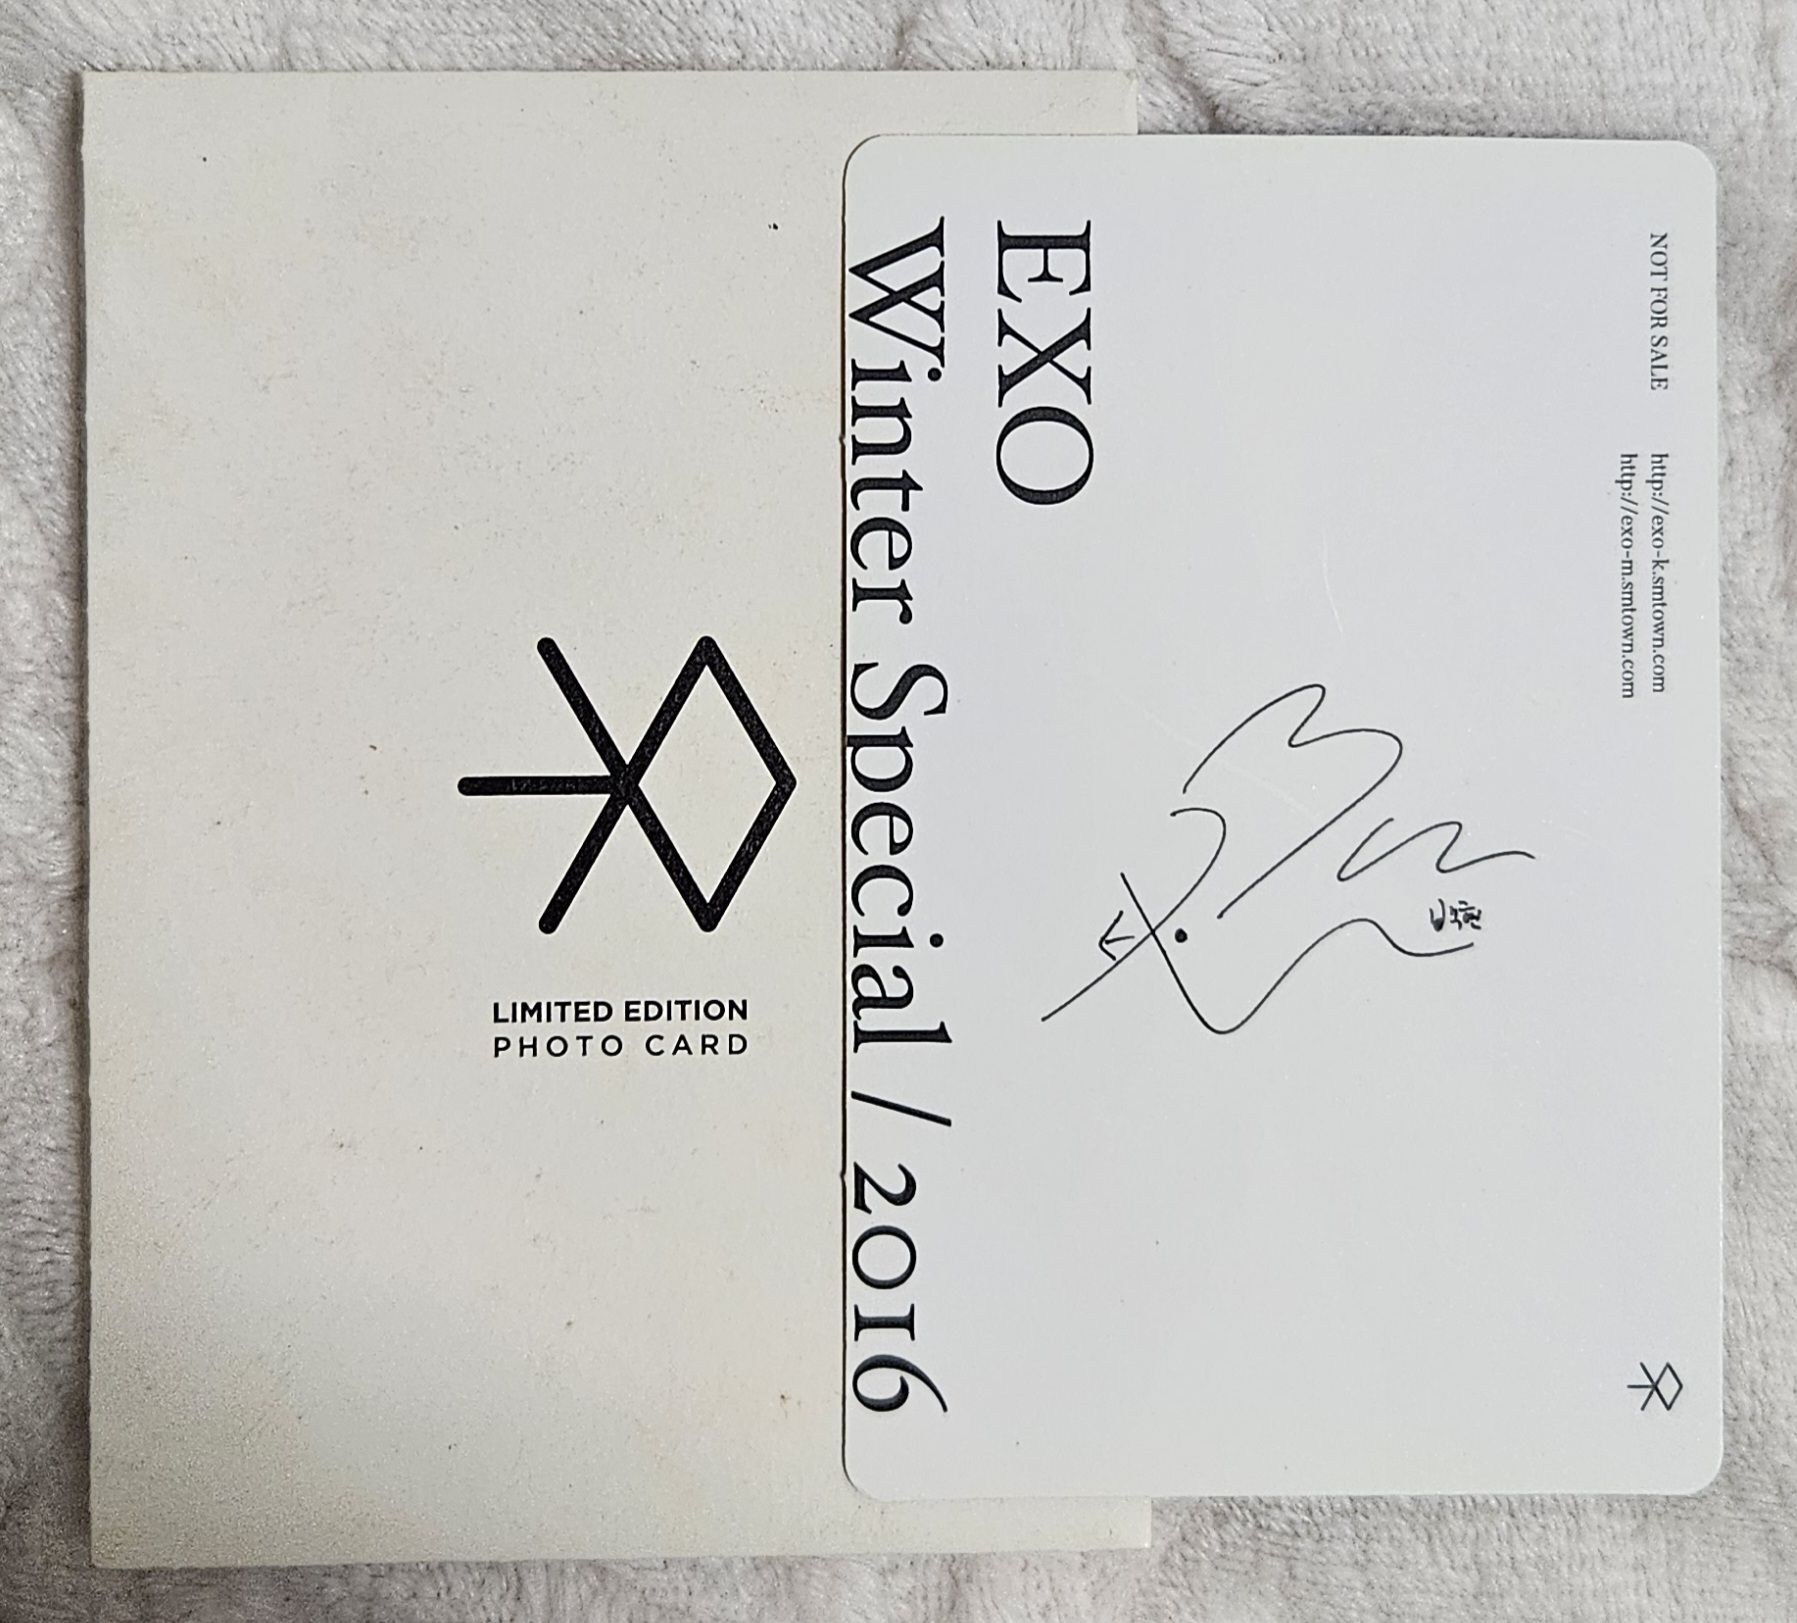 LIMITED EDITION
PHOTO CARD
NOT FOR SALE
http://exo-k.smtown.com
http://exo-m.smtown.com
EXO
Winter Special / 2016